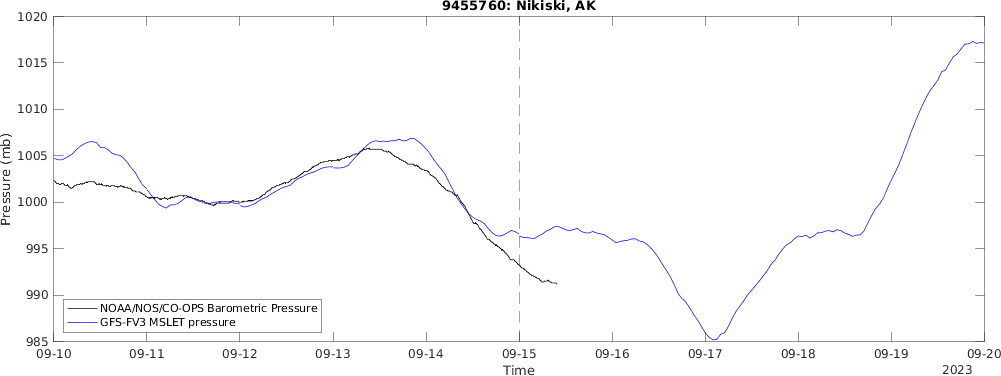 9455760: Nikiski, AK
1020
1015
1010
1005
1000
995
990
985
Pressure (mb)
NOAA/NOS/CO-OPS Barometric Pressure
GFS-FV3 MSLET pressure
09-10 09-11 09-12 09-13 09-14 09-15 09-16 09-17 09-18 09-19 09-20
Time
2023